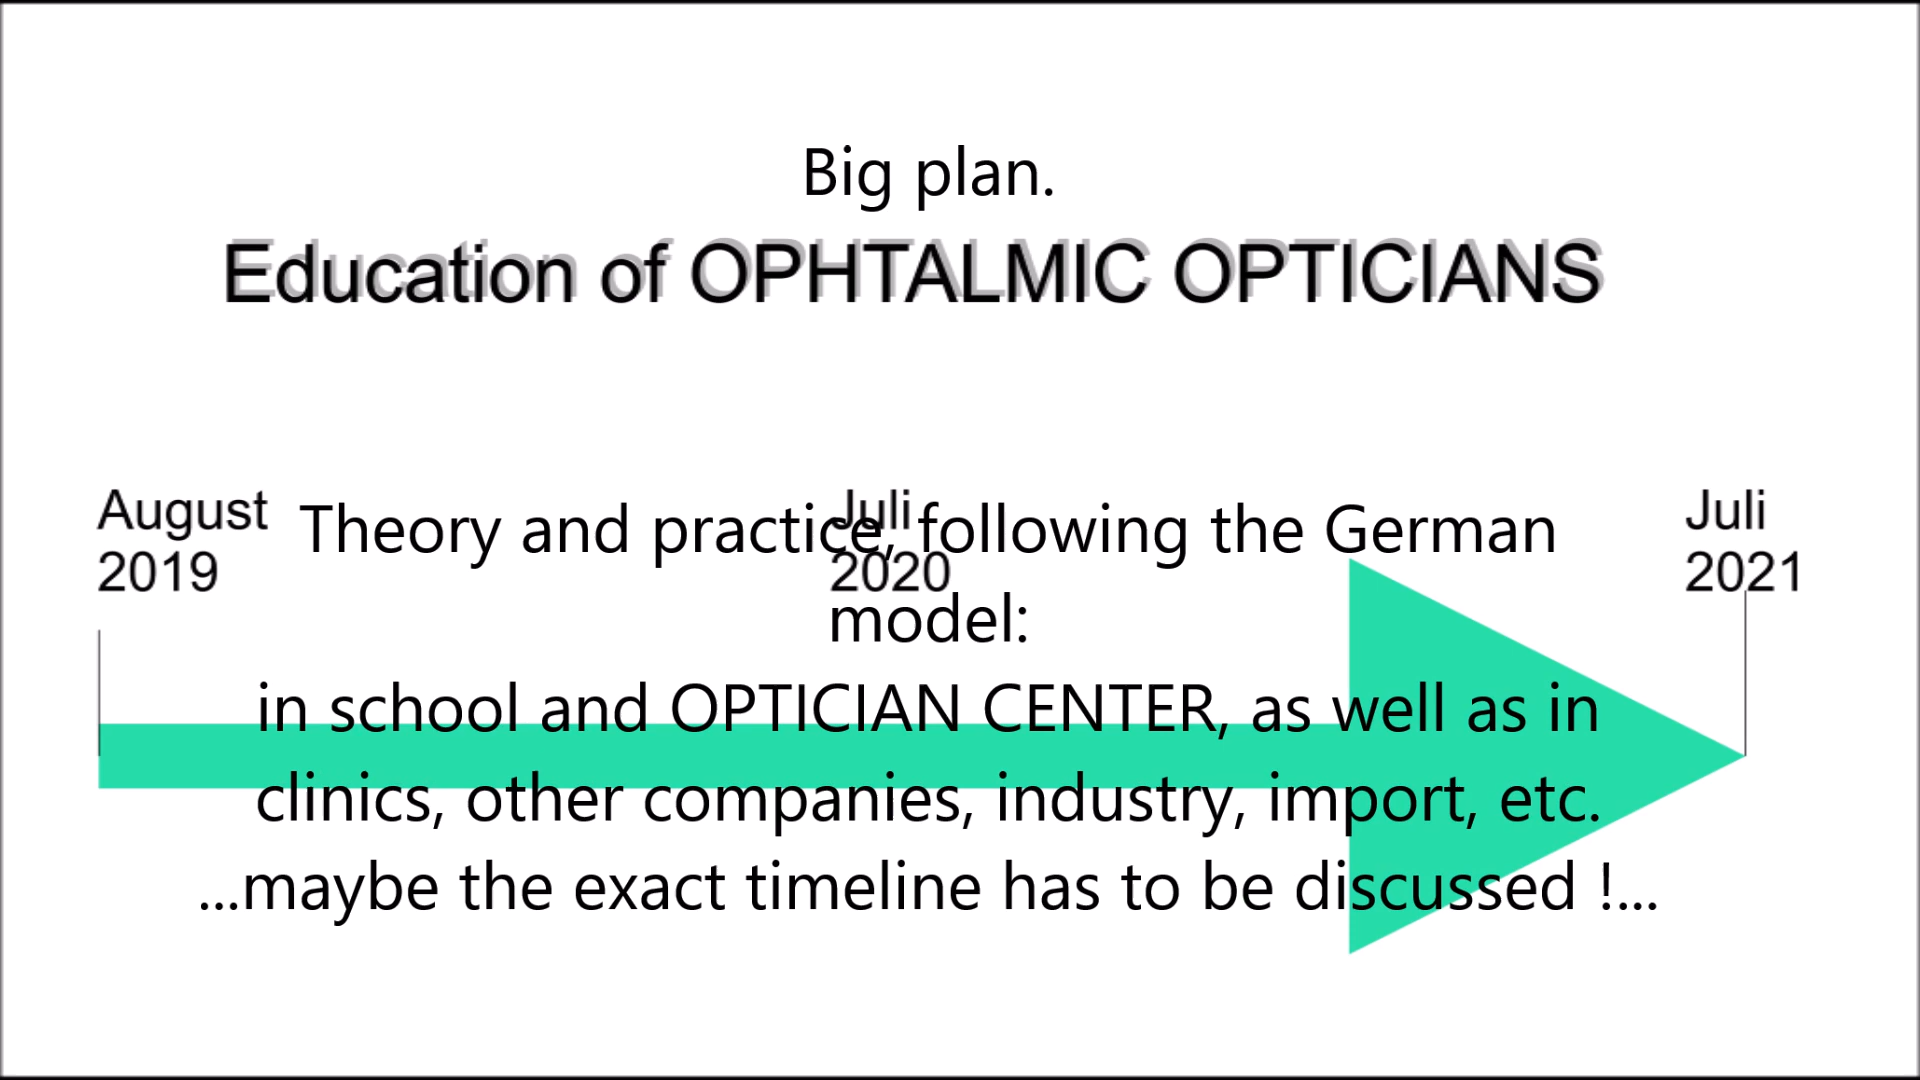 Big plan.
Education of OPHTALMIC OPTICIANS
August
2019
Juli
2020
Juli
2021
Theory and practice, following the German
model:
in school and OPTICIAN CENTER, as well as in
clinics, other companies, industry, import, etc.
...maybe the exact timeline has to be discussed !...